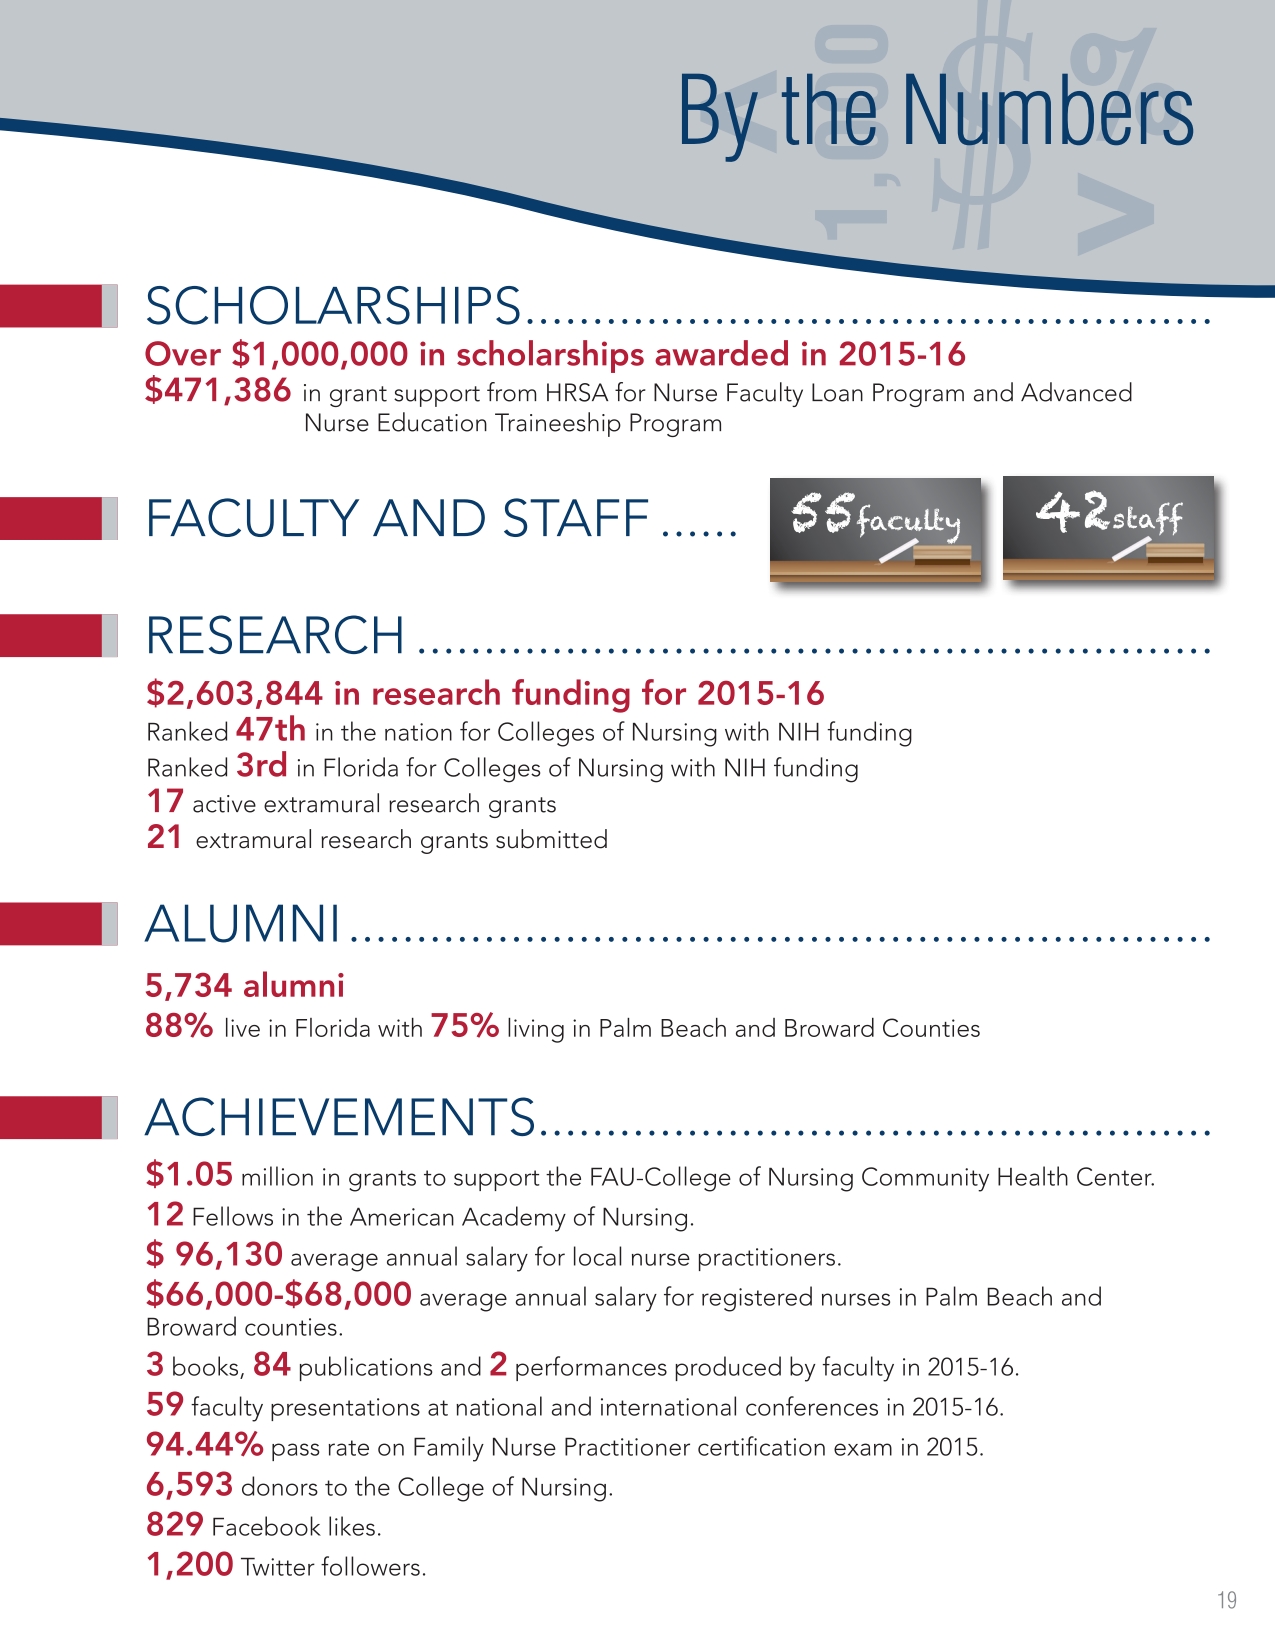 By the Numbers
1,000
$
%
V
V
SCHOLARSHIPS
Over $1,000,000 in scholarships awarded in 2015-16
$471,386 in grant support from HRSA for Nurse Faculty Loan Program and Advanced
Nurse Education Traineeship Program
FACULTY AND STAFF ......
55 faculty
42 staff
RESEARCH
$2,603,844 in research funding for 2015-16
Ranked 47th in the nation for Colleges of Nursing with NIH funding
Ranked 3rd in Florida for Colleges of Nursing with NIH funding
17 active extramural research grants
21 extramural research grants submitted
ALUMNI
5,734 alumni
88% live in Florida with 75% living in Palm Beach and Broward Counties
ACHIEVEMENTS
$1.05 million in grants to support the FAU-College of Nursing Community Health Center.
12 Fellows in the American Academy of Nursing.
$ 96,130 average annual salary for local nurse practitioners.
$66,000-$68,000 average annual salary for registered nurses in Palm Beach and
Broward counties.
3 books, 84 publications and 2 performances produced by faculty in 2015-16.
59 faculty presentations at national and international conferences in 2015-16.
94.44% pass rate on Family Nurse Practitioner certification exam in 2015.
6,593 donors to the College of Nursing.
829 Facebook likes.
1,200 Twitter followers.
19